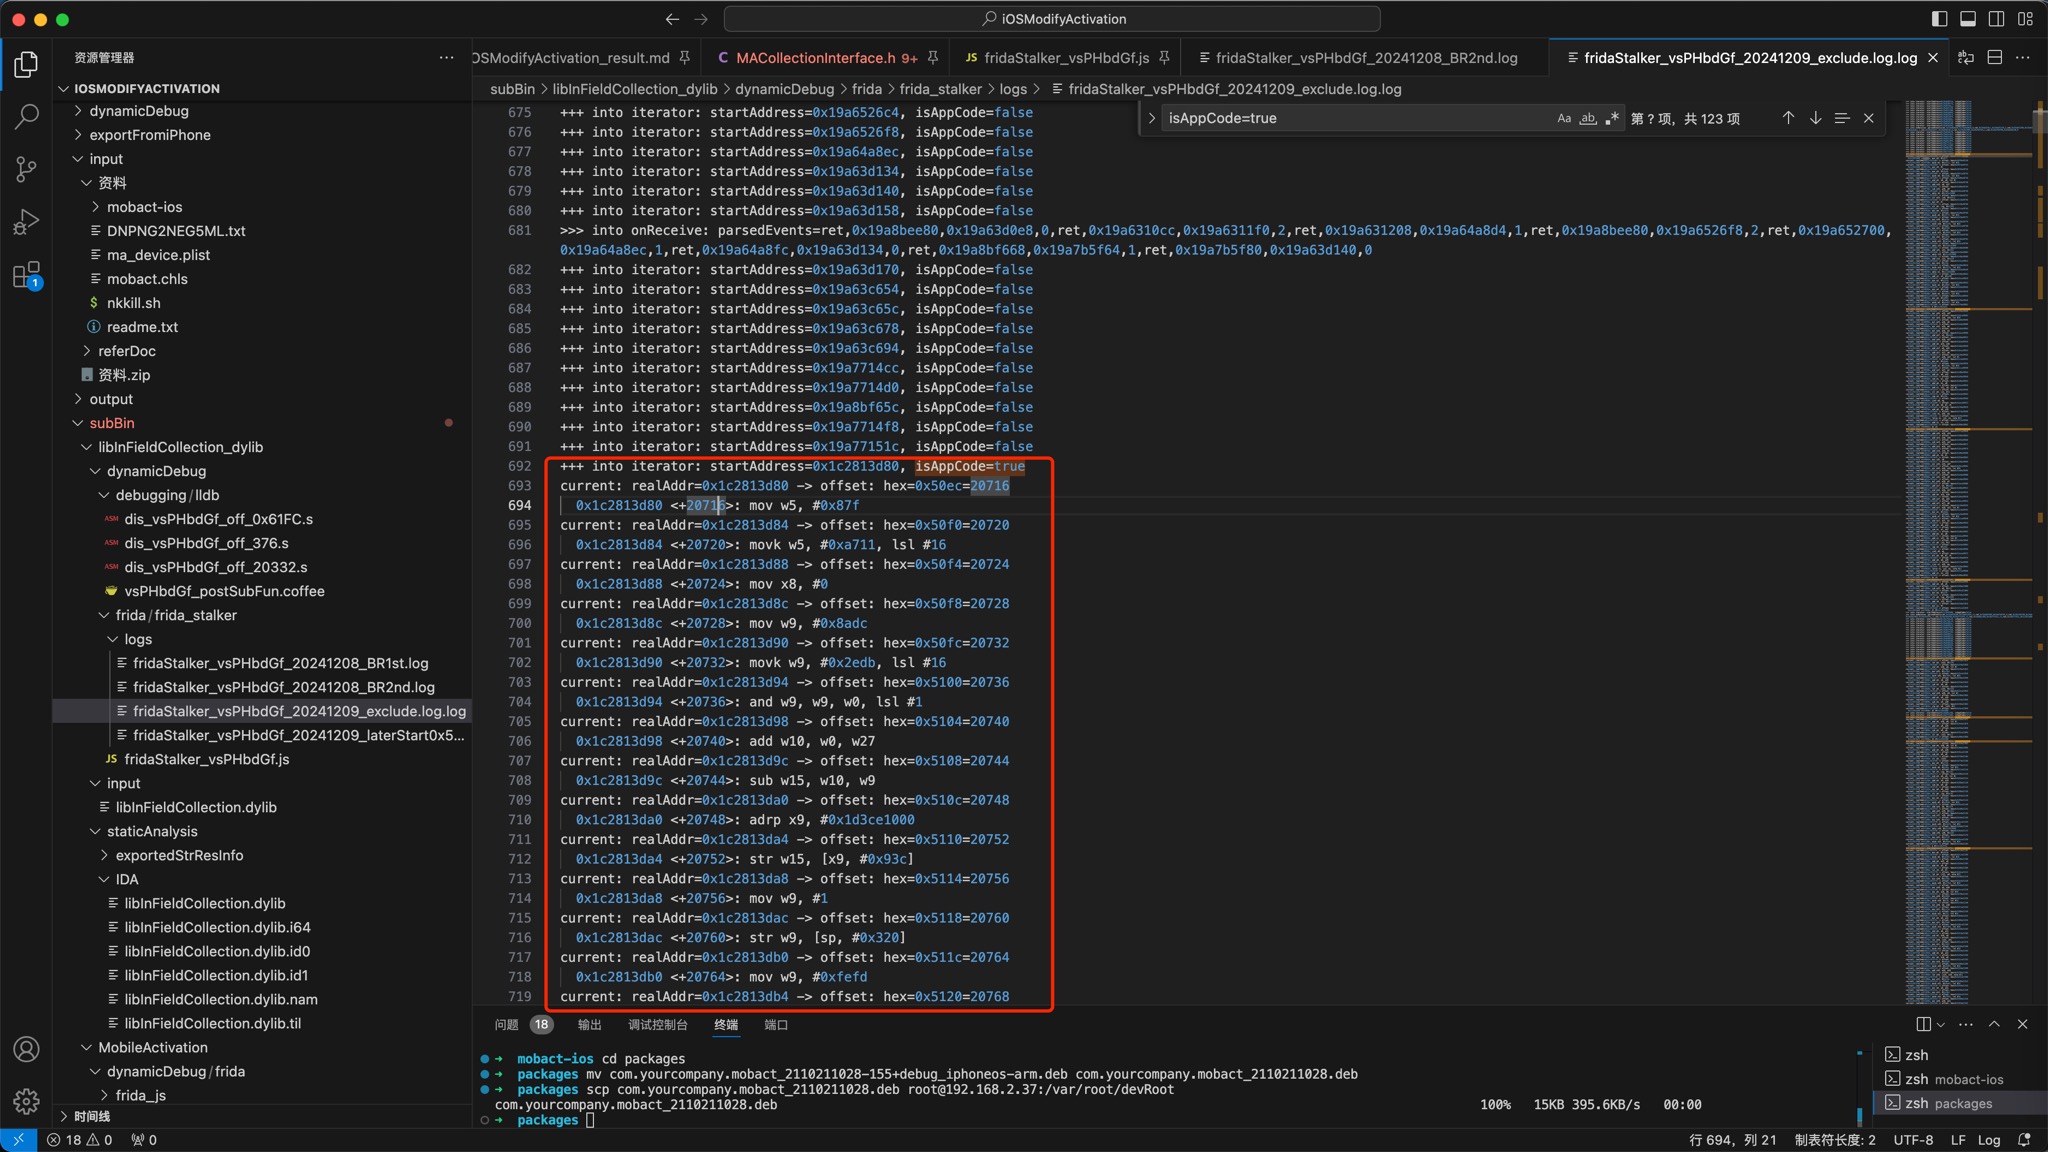 iOSModifyActivation
资源管理器
IOSMODIFYACTIVATION
dynamicDebug
exportFromiPhone
input
资料
mobact-ios
DNPNG2NEG5ML.txt
ma_device.plist
mobact.chls
$ nkkill.sh
readme.txt
referDoc
资料.zip
output
subBin
libInFieldCollection_dylib
dynamicDebug
debugging/lldb
ASM dis_vsPHbdGf_off_0x61FC.s
ASM dis_vsPHbdGf_off_376.s
ASM dis_vsPHbdGf_off_20332.s
vsPHbdGf_postSubFun.coffee
frida/frida_stalker
logs
fridaStalker_vsPHbdGf_20241208_BR1st.log
fridaStalker_vsPHbdGf_20241208_BR2nd.log
fridaStalker_vsPHbdGf_20241209_exclude.log.log
fridaStalker_vsPHbdGf_20241209_laterStart0x5...
JS fridaStalker_vsPHbdGf.js
input
libInFieldCollection.dylib
staticAnalysis
exportedStrResInfo
IDA
libInFieldCollection.dylib
libInFieldCollection.dylib.i64
libInFieldCollection.dylib.id0
libInFieldCollection.dylib.id1
libInFieldCollection.dylib.nam
libInFieldCollection.dylib.til
MobileActivation
dynamicDebug/frida
frida_js
时间线
1
OSModifyActivation_result.md
C MACollectionInterface.h 9+
JS fridaStalker_vsPHbdGf.js
fridaStalker_vsPHbdGf_20241208_BR2nd.log
fridaStalker_vsPHbdGf_20241209_exclude.log.log
subBin > libInFieldCollection_dylib > dynamicDebug > frida > frida_stalker > logs > fridaStalker_vsPHbdGf_20241209_exclude.log.log
isAppCode=true Aa ab .* 第 ? 项，共 123 项
675 +++ into iterator: startAddress=0x19a6526c4, isAppCode=false
676 +++ into iterator: startAddress=0x19a6526f8, isAppCode=false
677 +++ into iterator: startAddress=0x19a64a8ec, isAppCode=false
678 +++ into iterator: startAddress=0x19a63d134, isAppCode=false
679 +++ into iterator: startAddress=0x19a63d140, isAppCode=false
680 +++ into iterator: startAddress=0x19a63d158, isAppCode=false
681 >>> into onReceive: parsedEvents=ret,0x19a8bee80,0x19a63d0e8,0,ret,0x19a6310cc,0x19a6311f0,2,ret,0x19a631208,0x19a64a8d4,1,ret,0x19a8bee80,0x19a6526f8,2,ret,0x19a652700,
0x19a64a8ec,1,ret,0x19a64a8fc,0x19a63d134,0,ret,0x19a8bf668,0x19a7b5f64,1,ret,0x19a7b5f80,0x19a63d140,0
682 +++ into iterator: startAddress=0x19a63d170, isAppCode=false
683 +++ into iterator: startAddress=0x19a63c654, isAppCode=false
684 +++ into iterator: startAddress=0x19a63c65c, isAppCode=false
685 +++ into iterator: startAddress=0x19a63c678, isAppCode=false
686 +++ into iterator: startAddress=0x19a63c694, isAppCode=false
687 +++ into iterator: startAddress=0x19a7714cc, isAppCode=false
688 +++ into iterator: startAddress=0x19a7714d0, isAppCode=false
689 +++ into iterator: startAddress=0x19a8bf65c, isAppCode=false
690 +++ into iterator: startAddress=0x19a7714f8, isAppCode=false
691 +++ into iterator: startAddress=0x19a77151c, isAppCode=false
692 +++ into iterator: startAddress=0x1c2813d80, isAppCode=true
693 current: realAddr=0x1c2813d80 -> offset: hex=0x50ec=20716
694 0x1c2813d80 <+20716>: mov w5, #0x87f
695 current: realAddr=0x1c2813d84 -> offset: hex=0x50f0=20720
696 0x1c2813d84 <+20720>: movk w5, #0xa711, lsl #16
697 current: realAddr=0x1c2813d88 -> offset: hex=0x50f4=20724
698 0x1c2813d88 <+20724>: mov x8, #0
699 current: realAddr=0x1c2813d8c -> offset: hex=0x50f8=20728
700 0x1c2813d8c <+20728>: mov w9, #0x8adc
701 current: realAddr=0x1c2813d90 -> offset: hex=0x50fc=20732
702 0x1c2813d90 <+20732>: movk w9, #0x2edb, lsl #16
703 current: realAddr=0x1c2813d94 -> offset: hex=0x5100=20736
704 0x1c2813d94 <+20736>: and w9, w9, w0, lsl #1
705 current: realAddr=0x1c2813d98 -> offset: hex=0x5104=20740
706 0x1c2813d98 <+20740>: add w10, w0, w27
707 current: realAddr=0x1c2813d9c -> offset: hex=0x5108=20744
708 0x1c2813d9c <+20744>: sub w15, w10, w9
709 current: realAddr=0x1c2813da0 -> offset: hex=0x510c=20748
710 0x1c2813da0 <+20748>: adrp x9, #0x1d3ce1000
711 current: realAddr=0x1c2813da4 -> offset: hex=0x5110=20752
712 0x1c2813da4 <+20752>: str w15, [x9, #0x93c]
713 current: realAddr=0x1c2813da8 -> offset: hex=0x5114=20756
714 0x1c2813da8 <+20756>: mov w9, #1
715 current: realAddr=0x1c2813dac -> offset: hex=0x5118=20760
716 0x1c2813dac <+20760>: str w9, [sp, #0x320]
717 current: realAddr=0x1c2813db0 -> offset: hex=0x511c=20764
718 0x1c2813db0 <+20764>: mov w9, #0xfefd
719 current: realAddr=0x1c2813db4 -> offset: hex=0x5120=20768
问题 18 输出 调试控制台 终端 端口
➜ mobact-ios cd packages
➜ packages mv com.yourcompany.mobact_2110211028-155+debug_iphoneos-arm.deb com.yourcompany.mobact_2110211028.deb
➜ packages scp com.yourcompany.mobact_2110211028.deb root@192.168.2.37:/var/root/devRoot
com.yourcompany.mobact_2110211028.deb 100% 15KB 395.6KB/s 00:00
➜ packages
zsh
zsh mobact-ios
zsh packages
18 0 0
行 694，列 21 制表符长度: 2 UTF-8 LF Log